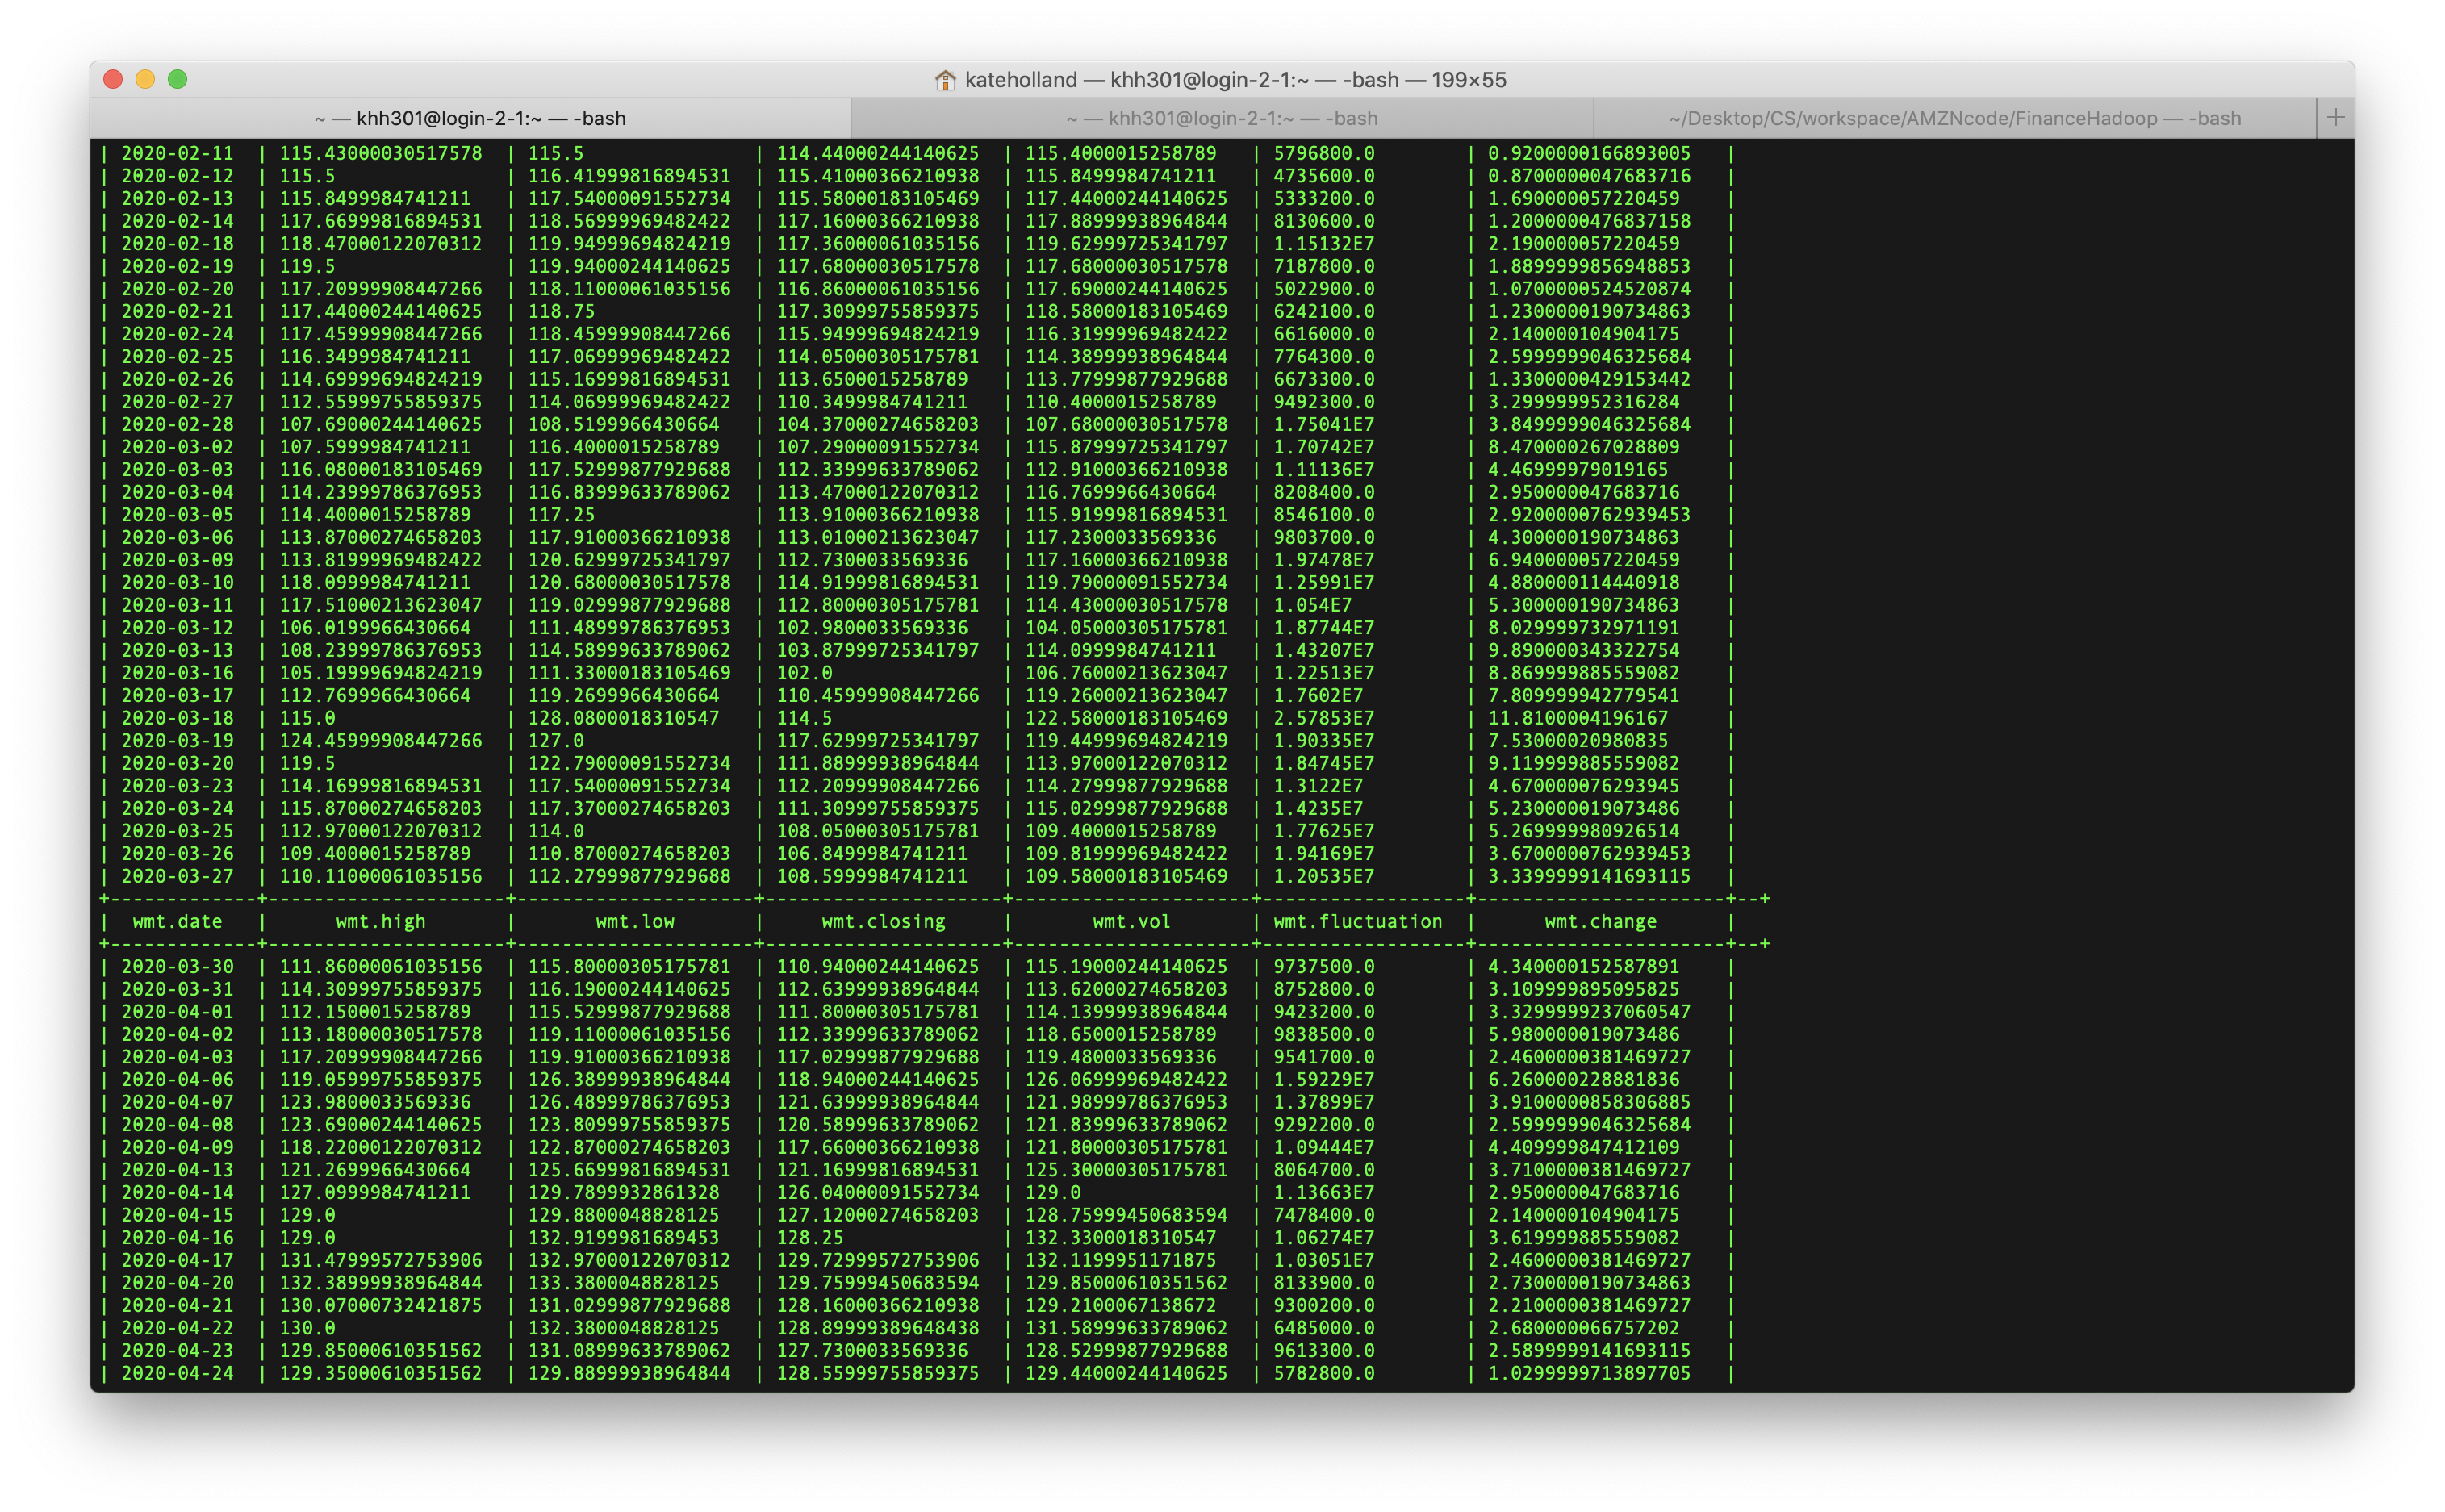 kateholland — khh301@login-2-1:~ — -bash — 199×55
~ — khh301@login-2-1:~ — -bash ~ — khh301@login-2-1:~ — -bash ~/Desktop/CS/workspace/AMZNcode/FinanceHadoop — -bash +
| 2020-02-11 | 115.43000030517578 | 115.5 | 114.44000244140625 | 115.4000015258789 | 5796800.0 | 0.9200000166893005 |
| 2020-02-12 | 115.5 | 116.41999816894531 | 115.41000366210938 | 115.8499984741211 | 4735600.0 | 0.8700000047683716 |
| 2020-02-13 | 115.8499984741211 | 117.54000091552734 | 115.58000183105469 | 117.44000244140625 | 5333200.0 | 1.690000057220459 |
| 2020-02-14 | 117.66999816894531 | 118.56999969482422 | 117.16000366210938 | 117.88999938964844 | 8130600.0 | 1.2000000476837158 |
| 2020-02-18 | 118.47000122070312 | 119.94999694824219 | 117.36000061035156 | 119.62999725341797 | 1.15132E7 | 2.190000057220459 |
| 2020-02-19 | 119.5 | 119.94000244140625 | 117.68000030517578 | 117.68000030517578 | 7187800.0 | 1.8899999856948853 |
| 2020-02-20 | 117.20999908447266 | 118.11000061035156 | 116.86000061035156 | 117.69000244140625 | 5022900.0 | 1.0700000524520874 |
| 2020-02-21 | 117.44000244140625 | 118.75 | 117.30999755859375 | 118.58000183105469 | 6242100.0 | 1.2300000190734863 |
| 2020-02-24 | 117.45999908447266 | 118.45999908447266 | 115.94999694824219 | 116.31999969482422 | 6616000.0 | 2.140000104904175 |
| 2020-02-25 | 116.3499984741211 | 117.06999969482422 | 114.05000305175781 | 114.38999938964844 | 7764300.0 | 2.5999999046325684 |
| 2020-02-26 | 114.69999694824219 | 115.16999816894531 | 113.6500015258789 | 113.77999877929688 | 6673300.0 | 1.3300000429153442 |
| 2020-02-27 | 112.55999755859375 | 114.06999969482422 | 110.3499984741211 | 110.4000015258789 | 9492300.0 | 3.299999952316284 |
| 2020-02-28 | 107.69000244140625 | 108.5199966430664 | 104.37000274658203 | 107.68000030517578 | 1.75041E7 | 3.8499999046325684 |
| 2020-03-02 | 107.5999984741211 | 116.4000015258789 | 107.29000091552734 | 115.87999725341797 | 1.70742E7 | 8.470000267028809 |
| 2020-03-03 | 116.08000183105469 | 117.52999877929688 | 112.33999633789062 | 112.91000366210938 | 1.11136E7 | 4.46999979019165 |
| 2020-03-04 | 114.23999786376953 | 116.83999633789062 | 113.47000122070312 | 116.7699966430664 | 8208400.0 | 2.950000047683716 |
| 2020-03-05 | 114.4000015258789 | 117.25 | 113.91000366210938 | 115.91999816894531 | 8546100.0 | 2.9200000762939453 |
| 2020-03-06 | 113.87000274658203 | 117.91000366210938 | 113.01000213623047 | 117.2300033569336 | 9803700.0 | 4.300000190734863 |
| 2020-03-09 | 113.81999969482422 | 120.62999725341797 | 112.7300033569336 | 117.16000366210938 | 1.97478E7 | 6.940000057220459 |
| 2020-03-10 | 118.0999984741211 | 120.68000030517578 | 114.91999816894531 | 119.79000091552734 | 1.25991E7 | 4.880000114440918 |
| 2020-03-11 | 117.51000213623047 | 119.02999877929688 | 112.80000305175781 | 114.43000030517578 | 1.054E7 | 5.300000190734863 |
| 2020-03-12 | 106.0199966430664 | 111.48999786376953 | 102.9800033569336 | 104.05000305175781 | 1.87744E7 | 8.029999732971191 |
| 2020-03-13 | 108.23999786376953 | 114.58999633789062 | 103.87999725341797 | 114.0999984741211 | 1.43207E7 | 9.890000343322754 |
| 2020-03-16 | 105.19999694824219 | 111.33000183105469 | 102.0 | 106.76000213623047 | 1.22513E7 | 8.869999885559082 |
| 2020-03-17 | 112.7699966430664 | 119.2699966430664 | 110.45999908447266 | 119.26000213623047 | 1.7602E7 | 7.809999942779541 |
| 2020-03-18 | 115.0 | 128.0800018310547 | 114.5 | 122.58000183105469 | 2.57853E7 | 11.8100004196167 |
| 2020-03-19 | 124.45999908447266 | 127.0 | 117.62999725341797 | 119.44999694824219 | 1.90335E7 | 7.53000020980835 |
| 2020-03-20 | 119.5 | 122.79000091552734 | 111.88999938964844 | 113.97000122070312 | 1.84745E7 | 9.119999885559082 |
| 2020-03-23 | 114.16999816894531 | 117.54000091552734 | 112.20999908447266 | 114.27999877929688 | 1.3122E7 | 4.670000076293945 |
| 2020-03-24 | 115.87000274658203 | 117.37000274658203 | 111.30999755859375 | 115.02999877929688 | 1.4235E7 | 5.230000019073486 |
| 2020-03-25 | 112.97000122070312 | 114.0 | 108.05000305175781 | 109.4000015258789 | 1.77625E7 | 5.269999980926514 |
| 2020-03-26 | 109.4000015258789 | 110.87000274658203 | 106.8499984741211 | 109.81999969482422 | 1.94169E7 | 3.6700000762939453 |
| 2020-03-27 | 110.11000061035156 | 112.27999877929688 | 108.5999984741211 | 109.58000183105469 | 1.20535E7 | 3.3399999141693115 |
+-------------+---------------------+---------------------+---------------------+---------------------+-----------------+---------------------+--+
| wmt.date | wmt.high | wmt.low | wmt.closing | wmt.vol | wmt.fluctuation | wmt.change |
+-------------+---------------------+---------------------+---------------------+---------------------+-----------------+---------------------+--+
| 2020-03-30 | 111.86000061035156 | 115.80000305175781 | 110.94000244140625 | 115.19000244140625 | 9737500.0 | 4.340000152587891 |
| 2020-03-31 | 114.30999755859375 | 116.19000244140625 | 112.63999938964844 | 113.62000274658203 | 8752800.0 | 3.109999895095825 |
| 2020-04-01 | 112.1500015258789 | 115.52999877929688 | 111.80000305175781 | 114.13999938964844 | 9423200.0 | 3.3299999237060547 |
| 2020-04-02 | 113.18000030517578 | 119.11000061035156 | 112.33999633789062 | 118.6500015258789 | 9838500.0 | 5.980000019073486 |
| 2020-04-03 | 117.20999908447266 | 119.91000366210938 | 117.02999877929688 | 119.4800033569336 | 9541700.0 | 2.4600000381469727 |
| 2020-04-06 | 119.05999755859375 | 126.38999938964844 | 118.94000244140625 | 126.06999969482422 | 1.59229E7 | 6.260000228881836 |
| 2020-04-07 | 123.9800033569336 | 126.48999786376953 | 121.63999938964844 | 121.98999786376953 | 1.37899E7 | 3.9100000858306885 |
| 2020-04-08 | 123.69000244140625 | 123.80999755859375 | 120.58999633789062 | 121.83999633789062 | 9292200.0 | 2.5999999046325684 |
| 2020-04-09 | 118.22000122070312 | 122.87000274658203 | 117.66000366210938 | 121.80000305175781 | 1.09444E7 | 4.409999847412109 |
| 2020-04-13 | 121.2699966430664 | 125.66999816894531 | 121.16999816894531 | 125.30000305175781 | 8064700.0 | 3.7100000381469727 |
| 2020-04-14 | 127.0999984741211 | 129.7899932861328 | 126.04000091552734 | 129.0 | 1.13663E7 | 2.950000047683716 |
| 2020-04-15 | 129.0 | 129.8800048828125 | 127.12000274658203 | 128.75999450683594 | 7478400.0 | 2.140000104904175 |
| 2020-04-16 | 129.0 | 132.9199981689453 | 128.25 | 132.3300018310547 | 1.06274E7 | 3.619999885559082 |
| 2020-04-17 | 131.47999572753906 | 132.97000122070312 | 129.72999572753906 | 132.1199951171875 | 1.03051E7 | 2.4600000381469727 |
| 2020-04-20 | 132.38999938964844 | 133.3800048828125 | 129.75999450683594 | 129.85000610351562 | 8133900.0 | 2.7300000190734863 |
| 2020-04-21 | 130.07000732421875 | 131.02999877929688 | 128.16000366210938 | 129.2100067138672 | 9300200.0 | 2.2100000381469727 |
| 2020-04-22 | 130.0 | 132.3800048828125 | 128.89999389648438 | 131.58999633789062 | 6485000.0 | 2.680000066757202 |
| 2020-04-23 | 129.85000610351562 | 131.08999633789062 | 127.7300033569336 | 128.52999877929688 | 9613300.0 | 2.5899999141693115 |
| 2020-04-24 | 129.35000610351562 | 129.88999938964844 | 128.55999755859375 | 129.44000244140625 | 5782800.0 | 1.0299999713897705 |